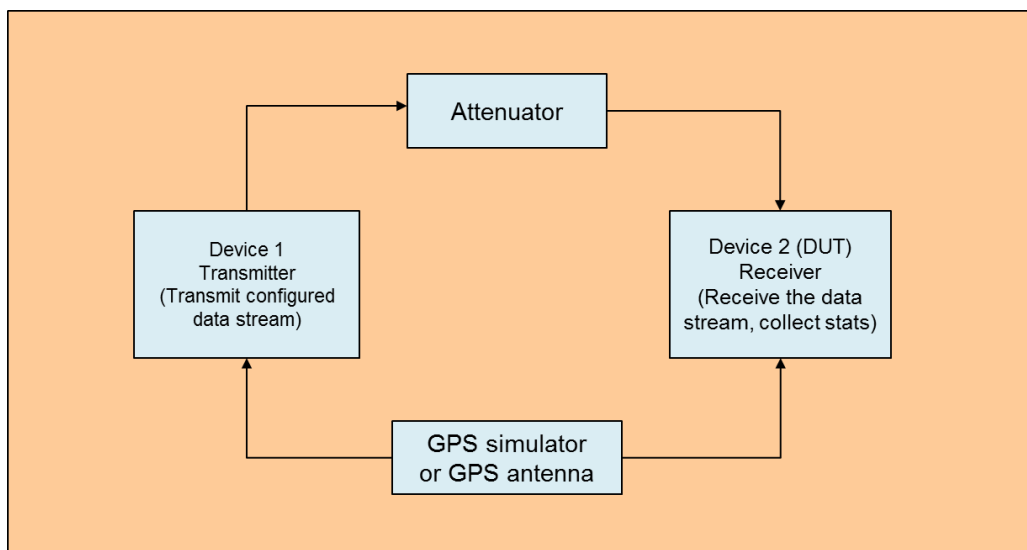 Attenuator
Device 1
Transmitter
(Transmit configured
data stream)
Device 2 (DUT)
Receiver
(Receive the data
stream, collect stats)
GPS simulator
or GPS antenna